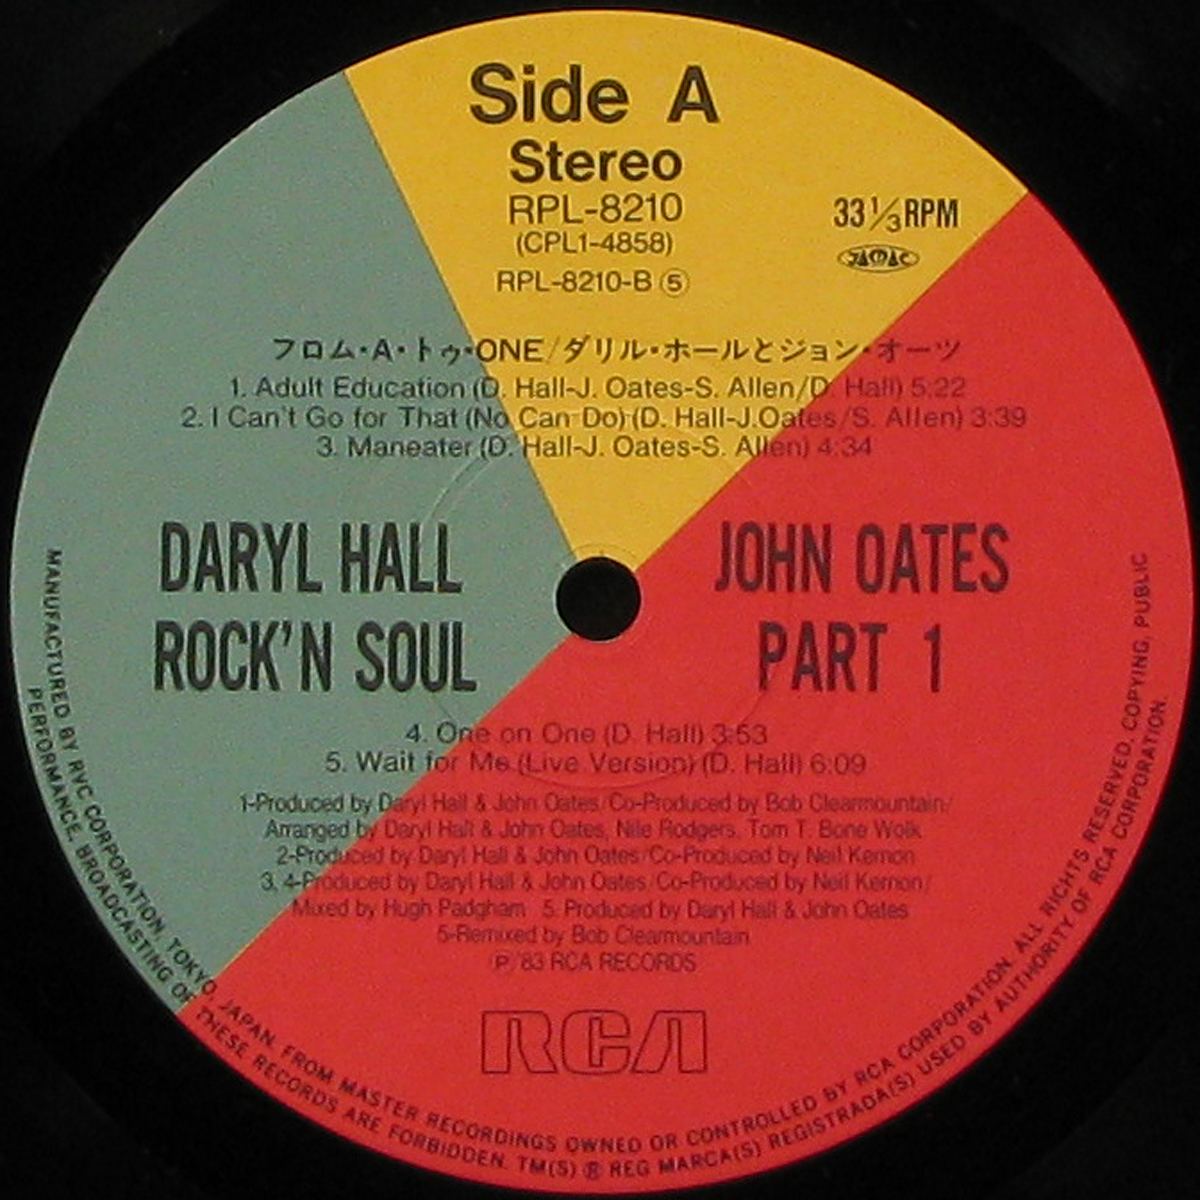 Side A
Stereo
RPL-8210
(CPL1-4858)
RPL-8210-B ⑤
33 1/3 RPM
JAMAC
フロム・A・トゥ・ONE/ダリル・ホールとジョン・オーツ
1. Adult Education (D. Hall-J. Oates-S. Allen/D. Hall) 5:22
2. I Can't Go for That (No Can Do) (D. Hall-J.Oates/S. Allen) 3:39
3. Maneater (D. Hall-J. Oates-S. Allen) 4:34
DARYL HALL JOHN OATES
ROCK'N SOUL PART 1
4. One on One (D. Hall) 3:53
5. Wait for Me (Live Version) (D. Hall) 6:09
1-Produced by Daryl Hall & John Oates/Co-Produced by Bob Clearmountain/
Arranged by Daryl Hall & John Oates, Nile Rodgers, Tom T. Bone Wolk
2-Produced by Daryl Hall & John Oates/Co-Produced by Neil Kernon
3, 4-Produced by Daryl Hall & John Oates/Co-Produced by Neil Kernon/
Mixed by Hugh Padgham 5. Produced by Daryl Hall & John Oates
5-Remixed by Bob Clearmountain
Ⓟ '83 RCA RECORDS
RCA
MANUFACTURED BY RVC CORPORATION, TOKYO, JAPAN. FROM MASTER RECORDINGS OWNED OR CONTROLLED BY RCA CORPORATION. ALL RIGHTS RESERVED. COPYING, PUBLIC
PERFORMANCE, BROADCASTING OF THESE RECORDS ARE FORBIDDEN. TM(S) ® REG MARCA(S) REGISTRADA(S) USED BY AUTHORITY OF RCA CORPORATION.